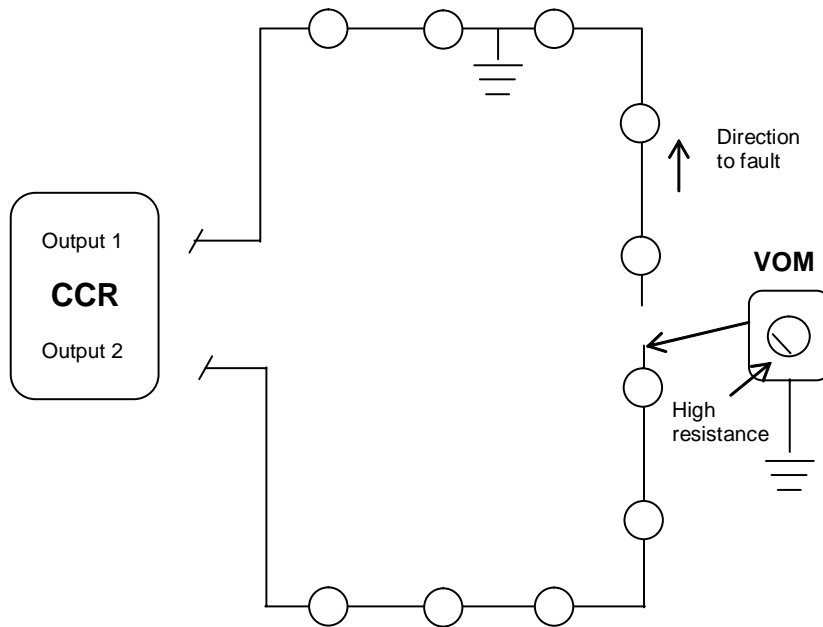 Direction
to fault
Output 1
CCR
Output 2
VOM
High
resistance